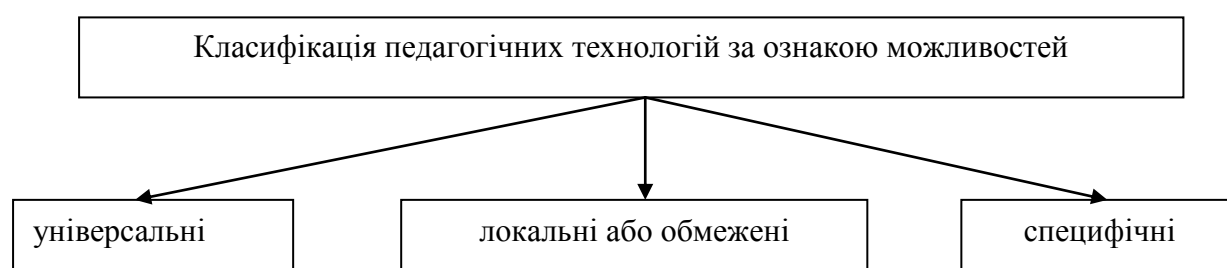 Класифікація педагогічних технологій за ознакою можливостей
універсальні
локальні або обмежені
специфічні